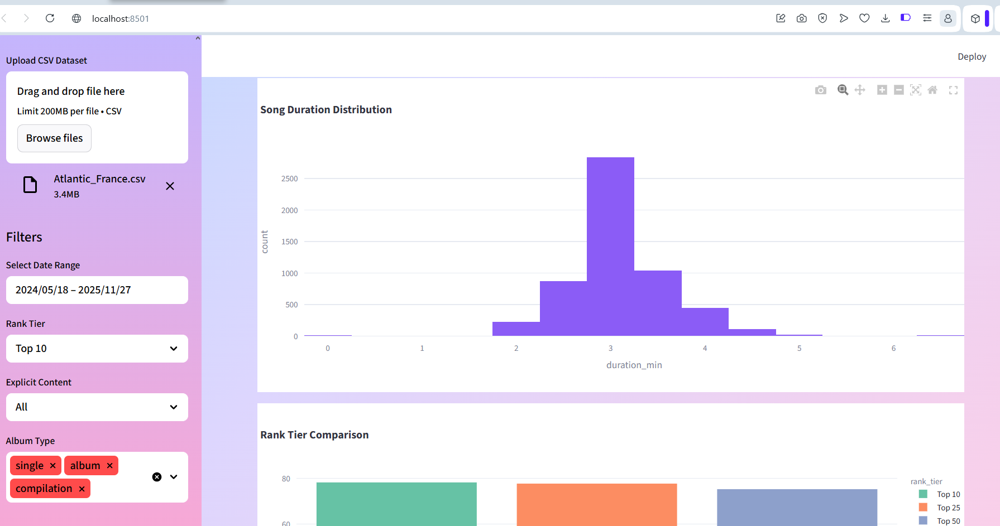 localhost:8501
Deploy
Upload CSV Dataset
Drag and drop file here
Limit 200MB per file • CSV
Browse files
Atlantic_France.csv
3.4MB
Filters
Select Date Range
2024/05/18 – 2025/11/27
Rank Tier
Top 10
Explicit Content
All
Album Type
single
album
compilation
Song Duration Distribution
2500
2000
1500
1000
500
0
count
0 1 2 3 4 5 6
duration_min
Rank Tier Comparison
80
60
rank_tier
Top 10
Top 25
Top 50